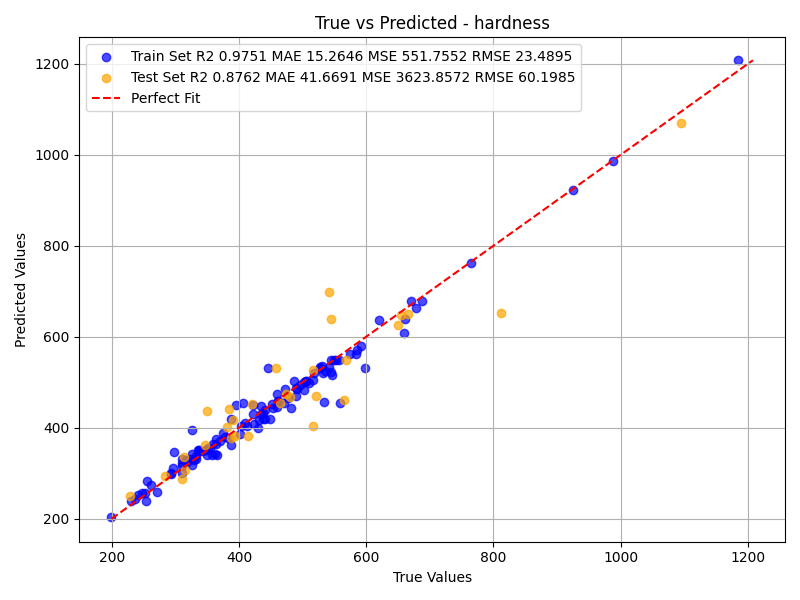 True vs Predicted - hardness
Train Set R2 0.9751 MAE 15.2646 MSE 551.7552 RMSE 23.4895
Test Set R2 0.8762 MAE 41.6691 MSE 3623.8572 RMSE 60.1985
Perfect Fit
Predicted Values
1200
1000
800
600
400
200
200 400 600 800 1000 1200
True Values